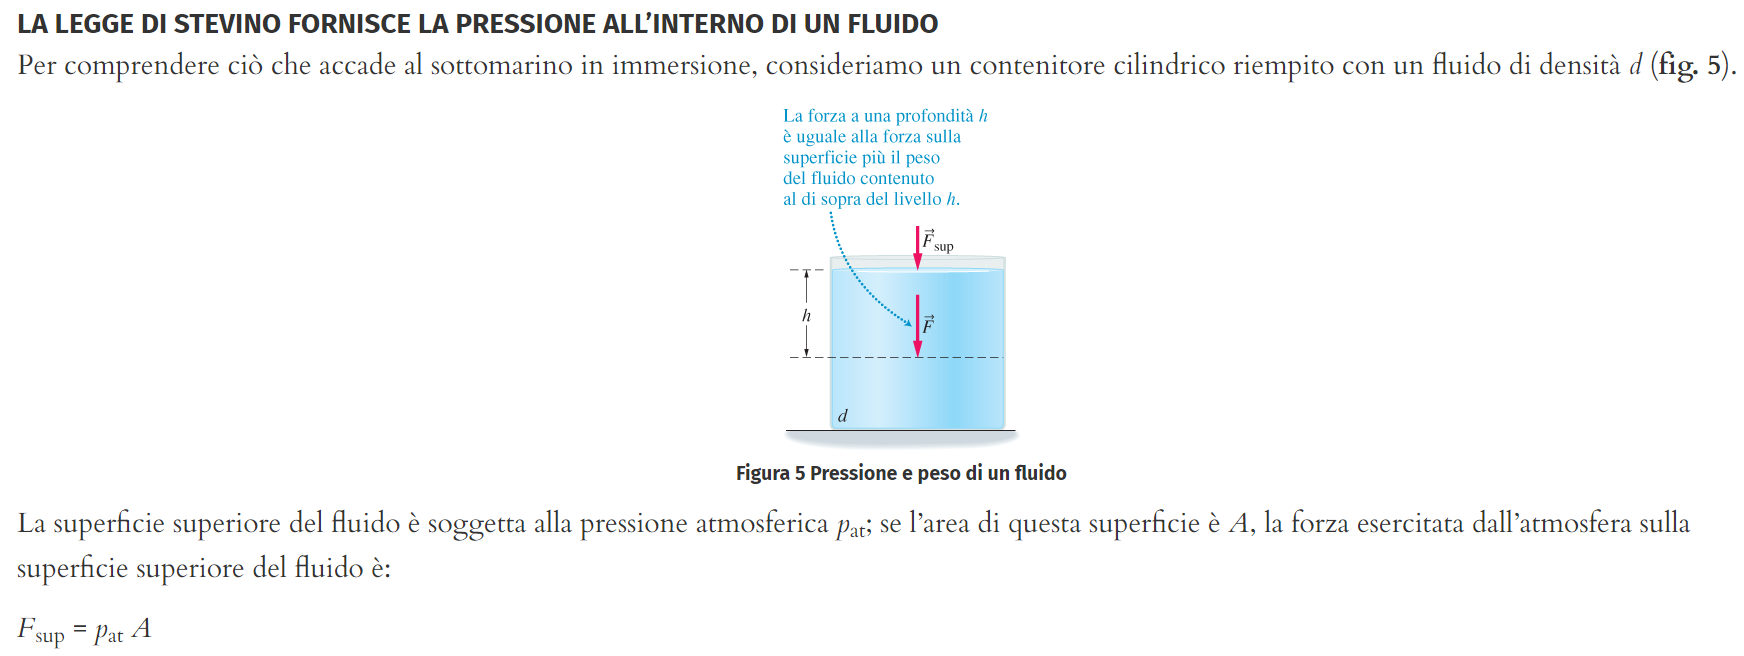 LA LEGGE DI STEVINO FORNISCE LA PRESSIONE ALL’INTERNO DI UN FLUIDO
Per comprendere ciò che accade al sottomarino in immersione, consideriamo un contenitore cilindrico riempito con un fluido di densità d (fig. 5).
La forza a una profondità h
è uguale alla forza sulla
superficie più il peso
del fluido contenuto
al di sopra del livello h.
F⃗sup
h
F⃗
d
Figura 5 Pressione e peso di un fluido
La superficie superiore del fluido è soggetta alla pressione atmosferica pat; se l’area di questa superficie è A, la forza esercitata dall’atmosfera sulla
superficie superiore del fluido è:
Fsup = pat A